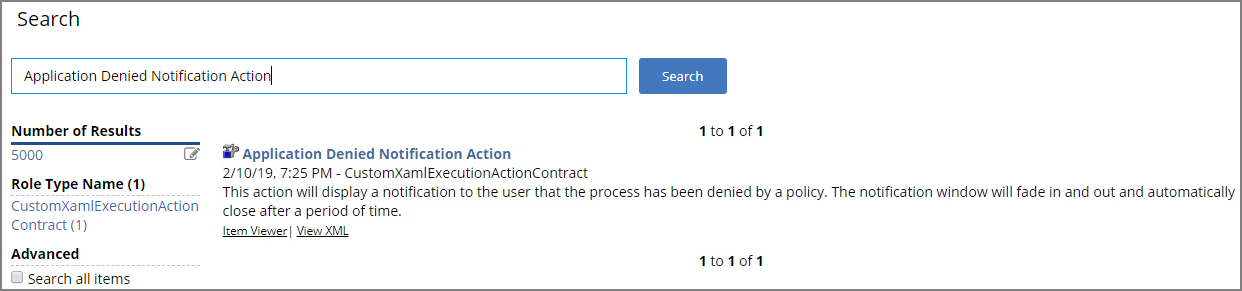 Search
Application Denied Notification Action
Search
Number of Results
5000
Role Type Name (1)
CustomXamlExecutionAction
Contract (1)
Advanced
Search all items
1 to 1 of 1
Application Denied Notification Action
2/10/19, 7:25 PM - CustomXamlExecutionActionContract
This action will display a notification to the user that the process has been denied by a policy. The notification window will fade in and out and automatically
close after a period of time.
Item Viewer| View XML
1 to 1 of 1